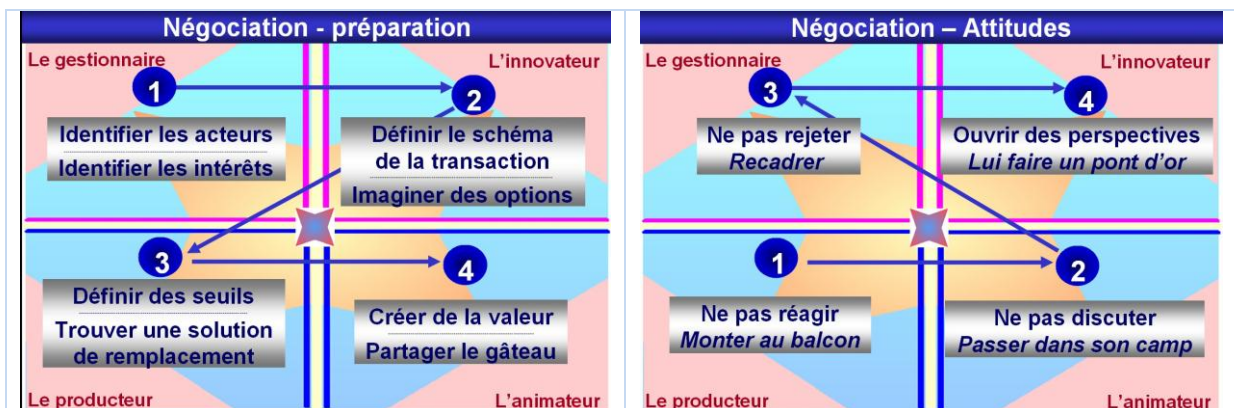 Négociation - préparation
Le gestionnaire
L'innovateur
1
2
Identifier les acteurs
Identifier les intérêts
Définir le schéma
de la transaction
Imaginer des options
3
4
Définir des seuils
Trouver une solution
de remplacement
Créer de la valeur
Partager le gâteau
Le producteur
L'animateur
Négociation – Attitudes
Le gestionnaire
L'innovateur
3
4
Ne pas rejeter
Recadrer
Ouvrir des perspectives
Lui faire un pont d'or
1
2
Ne pas réagir
Monter au balcon
Ne pas discuter
Passer dans son camp
Le producteur
L'animateur